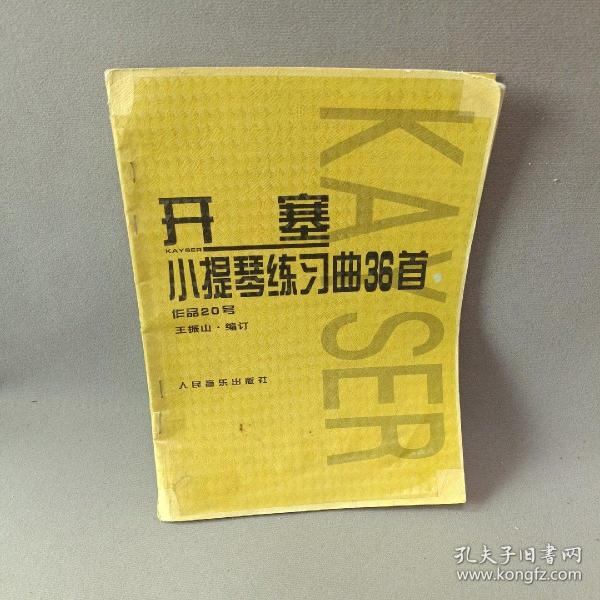 KAYSER
开塞
KAYSER
小提琴练习曲36首
作品20号
王振山·编订
人民音乐出版社
孔夫子旧书网
www.kongfz.com